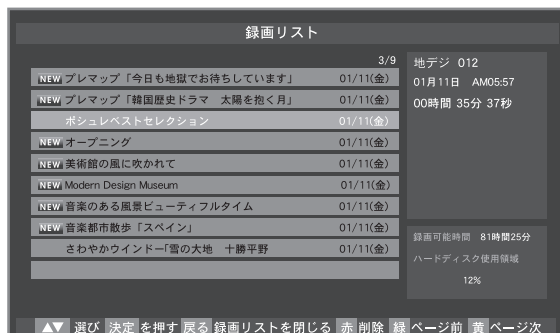 録画リスト
3/9
NEW プレマップ「今日も地獄でお待ちしています」 01/11(金)
NEW プレマップ「韓国歴史ドラマ 太陽を抱く月」 01/11(金)
ポシュレベストセレクション 01/11(金)
NEW オープニング 01/11(金)
NEW 美術館の風に吹かれて 01/11(金)
NEW Modern Design Museum 01/11(金)
NEW 音楽のある風景ビューティフルタイム 01/11(金)
NEW 音楽都市散歩「スペイン」 01/11(金)
さわやかウインドー「雪の大地 十勝平野 01/11(金)
地デジ 012
01月11日 AM05:57
00時間 35分 37秒
録画可能時間 81時間25分
ハードディスク使用領域
12%
▲▼ 選び 決定 を押す 戻る 録画リストを閉じる 赤 削除 緑 ページ前 黄 ページ次